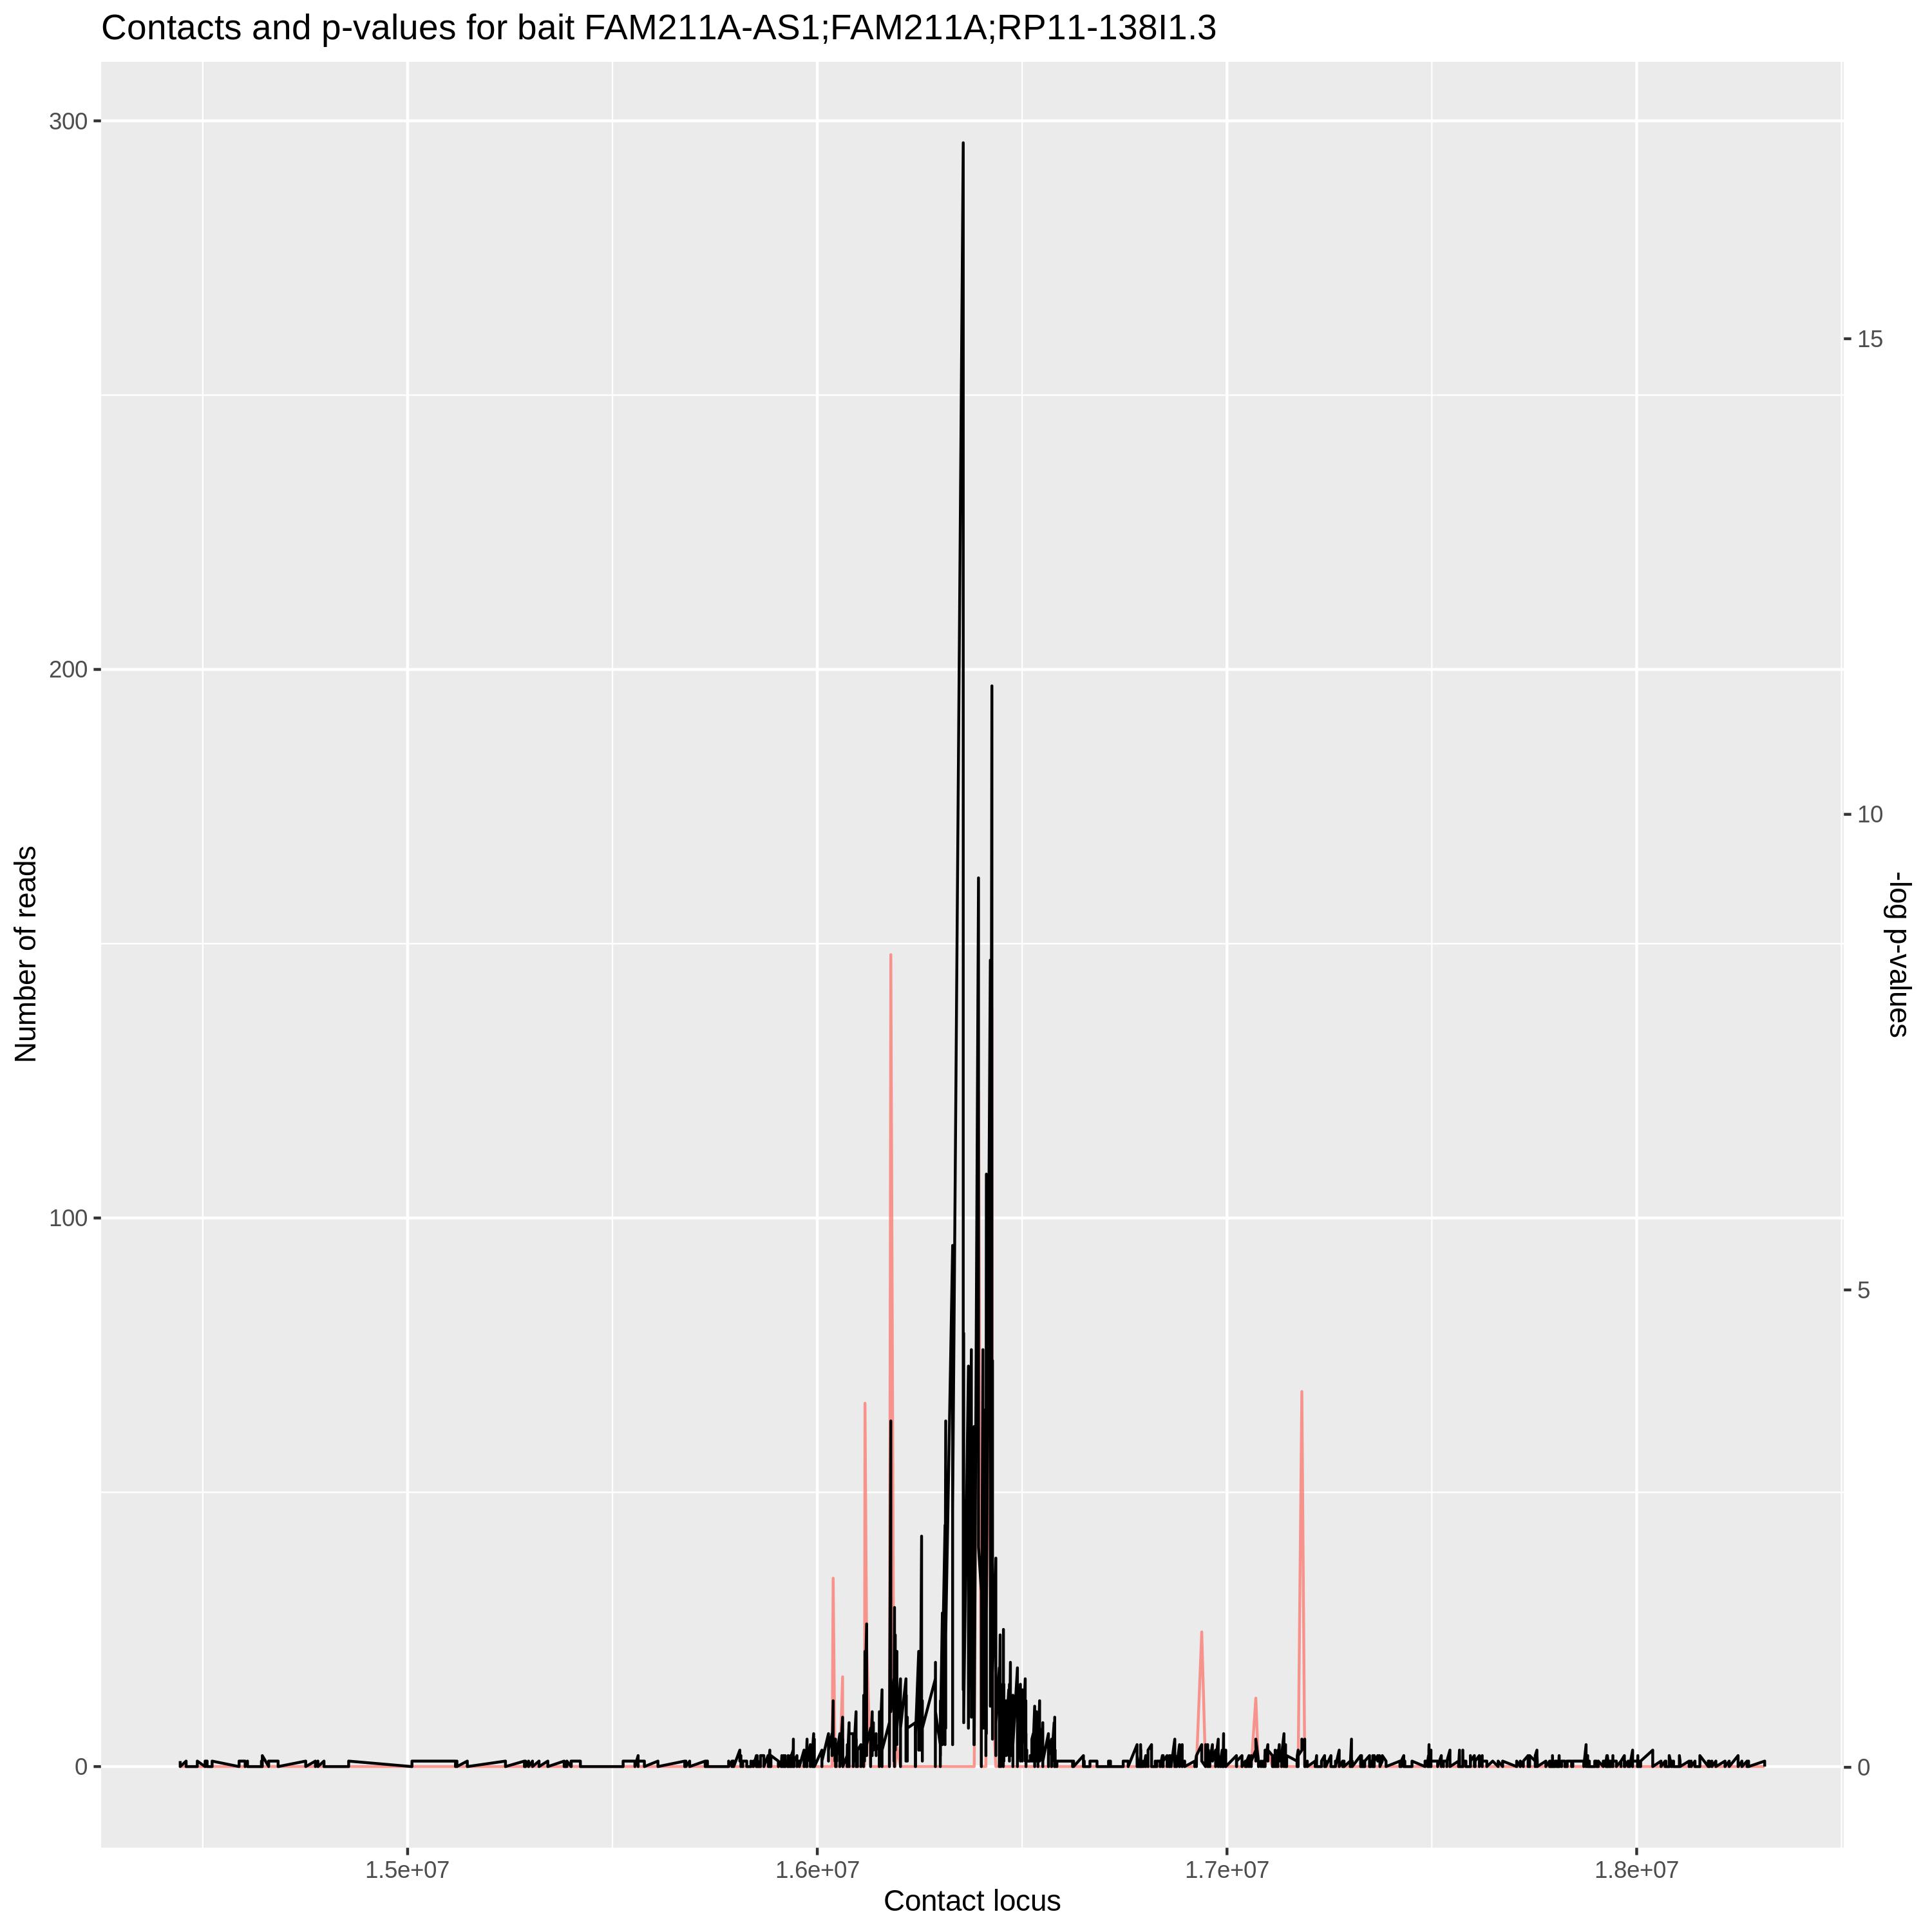 Contacts and p-values for bait FAM211A-AS1;FAM211A;RP11-138I1.3
300
200
100
0
Number of reads
15
10
5
0
-log p-values
1.5e+07
1.6e+07
1.7e+07
1.8e+07
Contact locus